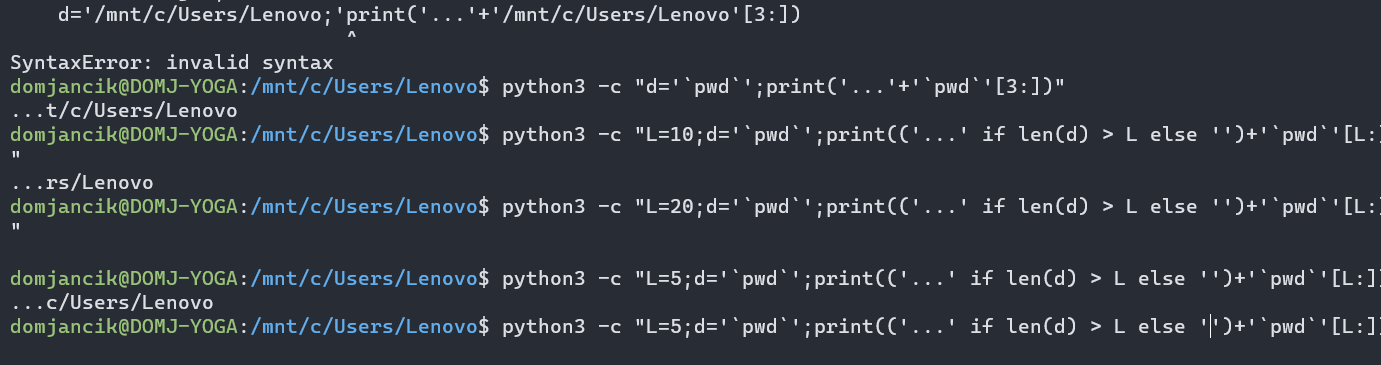 d='/mnt/c/Users/Lenovo;'print('...'+'/mnt/c/Users/Lenovo'[3:])
^
SyntaxError: invalid syntax
domjancik@DOMJ-YOGA:/mnt/c/Users/Lenovo$ python3 -c "d='`pwd`';print('...'+'`pwd`'[3:])"
...t/c/Users/Lenovo
domjancik@DOMJ-YOGA:/mnt/c/Users/Lenovo$ python3 -c "L=10;d='`pwd`';print(('...' if len(d) > L else '')+'`pwd`'[L:]
"
...rs/Lenovo
domjancik@DOMJ-YOGA:/mnt/c/Users/Lenovo$ python3 -c "L=20;d='`pwd`';print(('...' if len(d) > L else '')+'`pwd`'[L:]
"
domjancik@DOMJ-YOGA:/mnt/c/Users/Lenovo$ python3 -c "L=5;d='`pwd`';print(('...' if len(d) > L else '')+'`pwd`'[L:]
...c/Users/Lenovo
domjancik@DOMJ-YOGA:/mnt/c/Users/Lenovo$ python3 -c "L=5;d='`pwd`';print(('...' if len(d) > L else '')+'`pwd`'[L:]